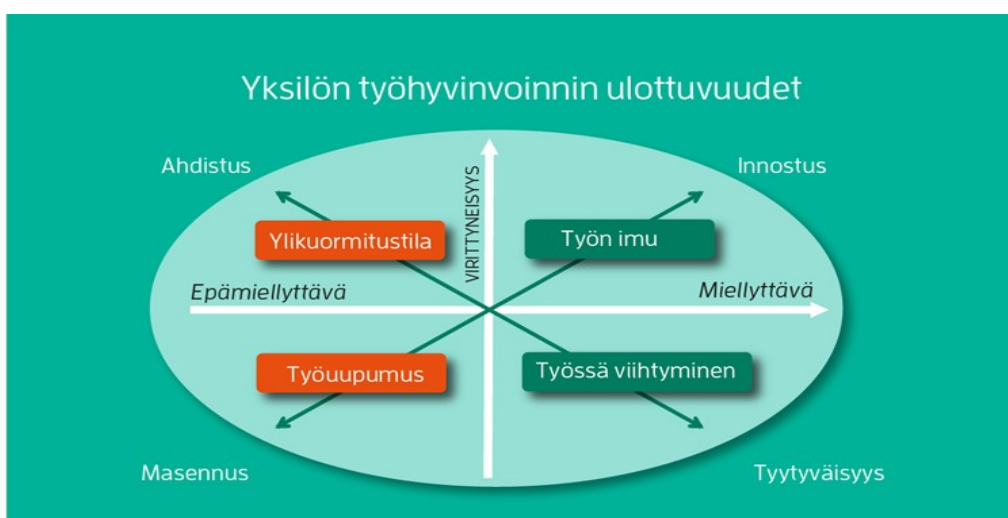 Yksilön työhyvinvoinnin ulottuvuudet
Ahdistus
Innostus
VIRITTYNEISYYS
Ylikuormitustila
Työn imu
Epämiellyttävä
Miellyttävä
Työuupumus
Työssä viihtyminen
Masennus
Tyytyväisyys